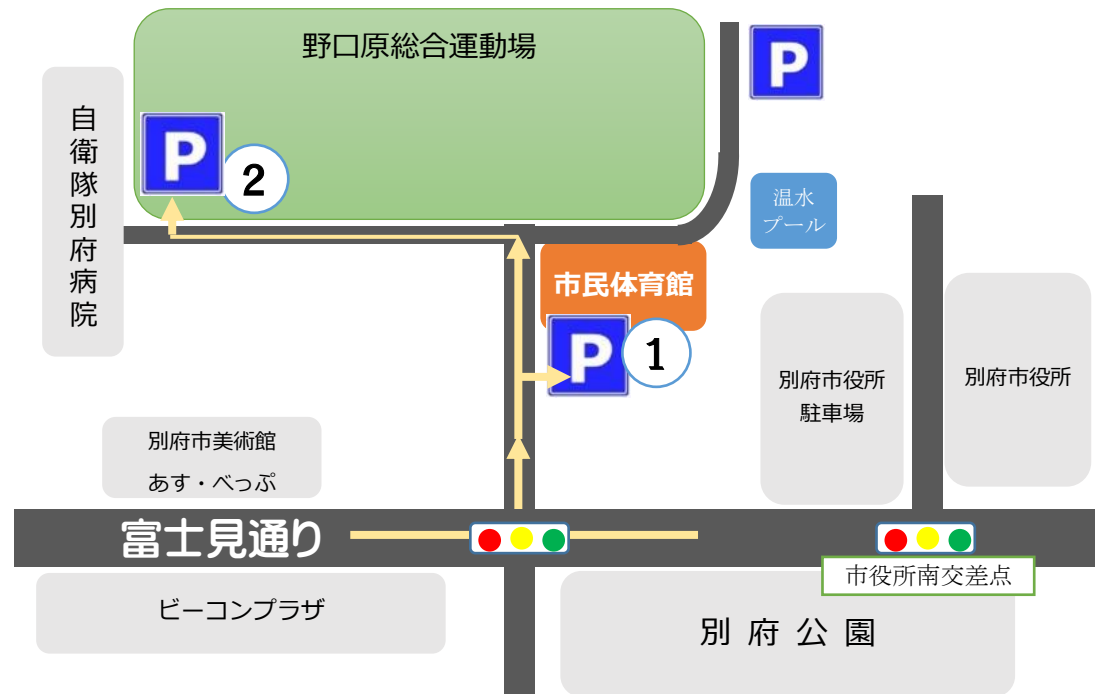 野口原総合運動場
P
自衛隊別府病院
P
2
温水
プール
市民体育館
P
1
別府市役所
駐車場
別府市役所
別府市美術館
あす・べっぷ
富士見通り
市役所南交差点
ビーコンプラザ
別府公園